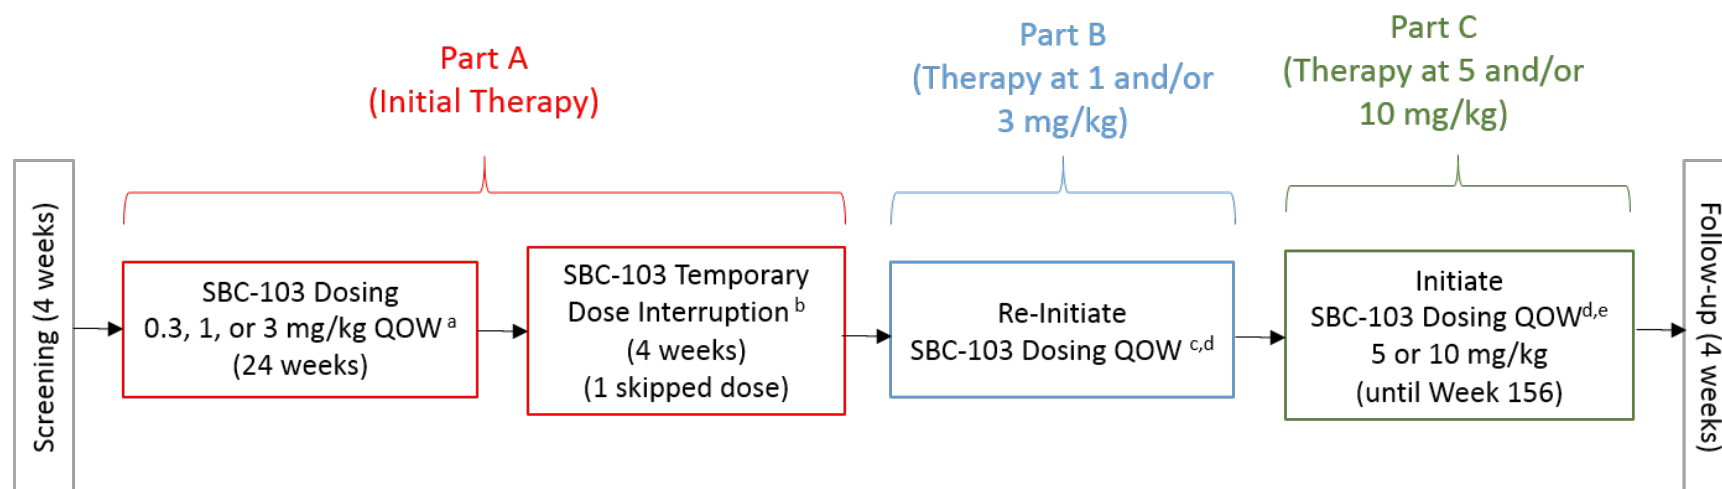 Part A
(Initial Therapy)
Part B
(Therapy at 1 and/or
3 mg/kg)
Part C
(Therapy at 5 and/or
10 mg/kg)
Screening (4 weeks)
SBC-103 Dosing
0.3, 1, or 3 mg/kg QOW a
(24 weeks)
SBC-103 Temporary
Dose Interruption b
(4 weeks)
(1 skipped dose)
Re-Initiate
SBC-103 Dosing QOW c,d
Initiate
SBC-103 Dosing QOWd,e
5 or 10 mg/kg
(until Week 156)
Follow-up (4 weeks)